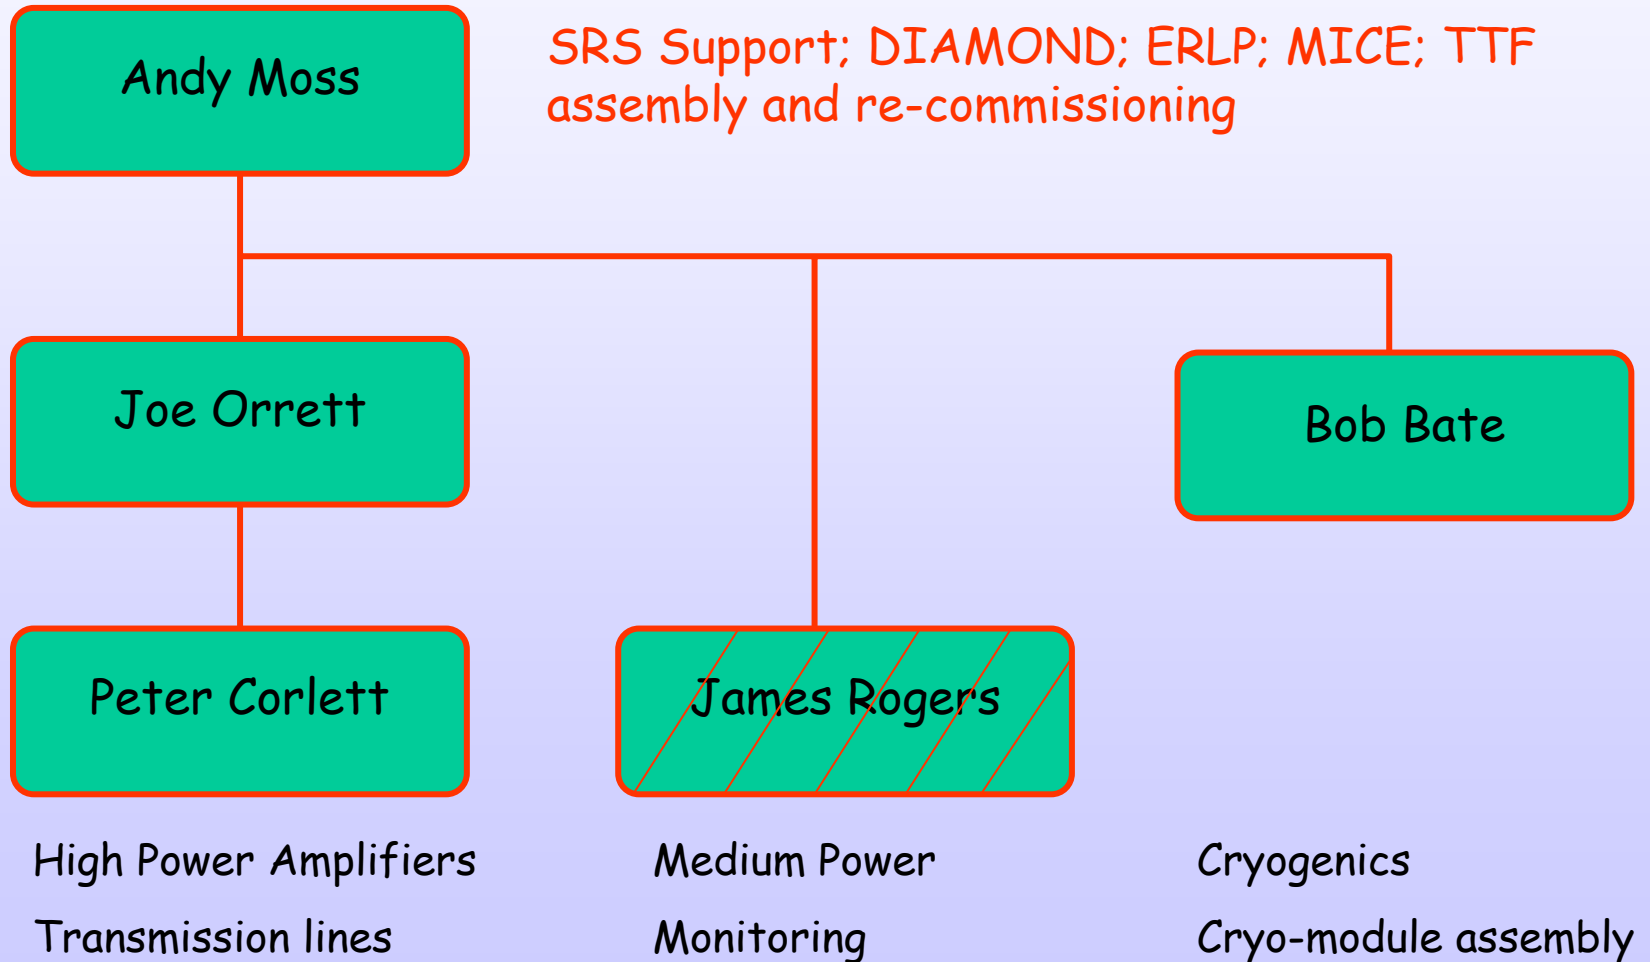 Andy Moss
SRS Support; DIAMOND; ERLP; MICE; TTF
assembly and re-commissioning
Joe Orrett
Bob Bate
Peter Corlett
James Rogers
High Power Amplifiers
Medium Power
Cryogenics
Transmission lines
Monitoring
Cryo-module assembly